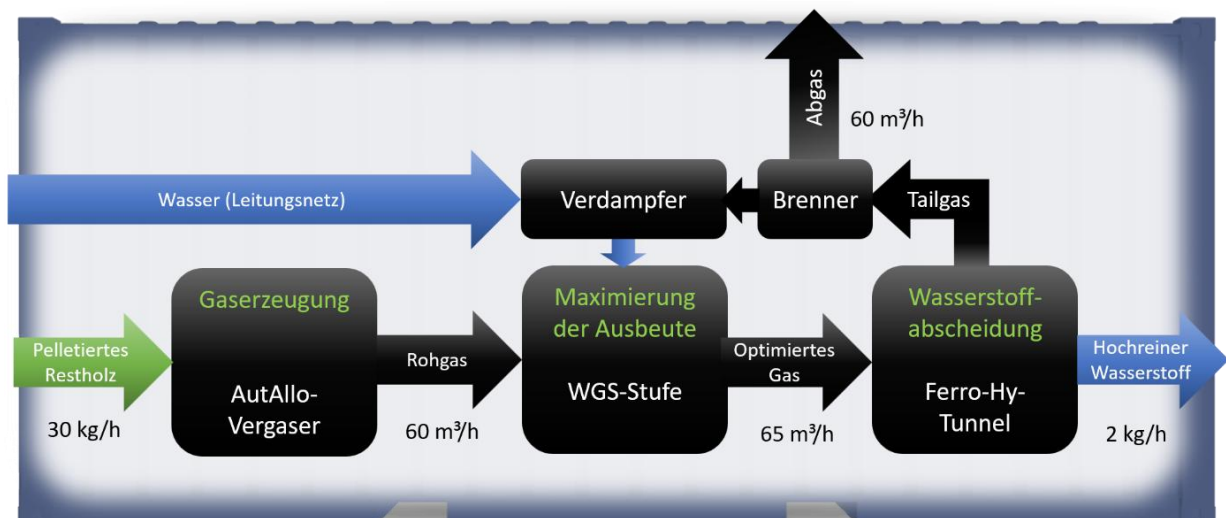 Abgas
60 m³/h
Wasser (Leitungsnetz)
Verdampfer
Brenner
Tailgas
Gaserzeugung
AutAllo-
Vergaser
Maximierung
der Ausbeute
WGS-Stufe
Wasserstoff-
abscheidung
Ferro-Hy-
Tunnel
Pelletiertes
Restholz
30 kg/h
Rohgas
60 m³/h
Optimiertes
Gas
65 m³/h
Hochreiner
Wasserstoff
2 kg/h